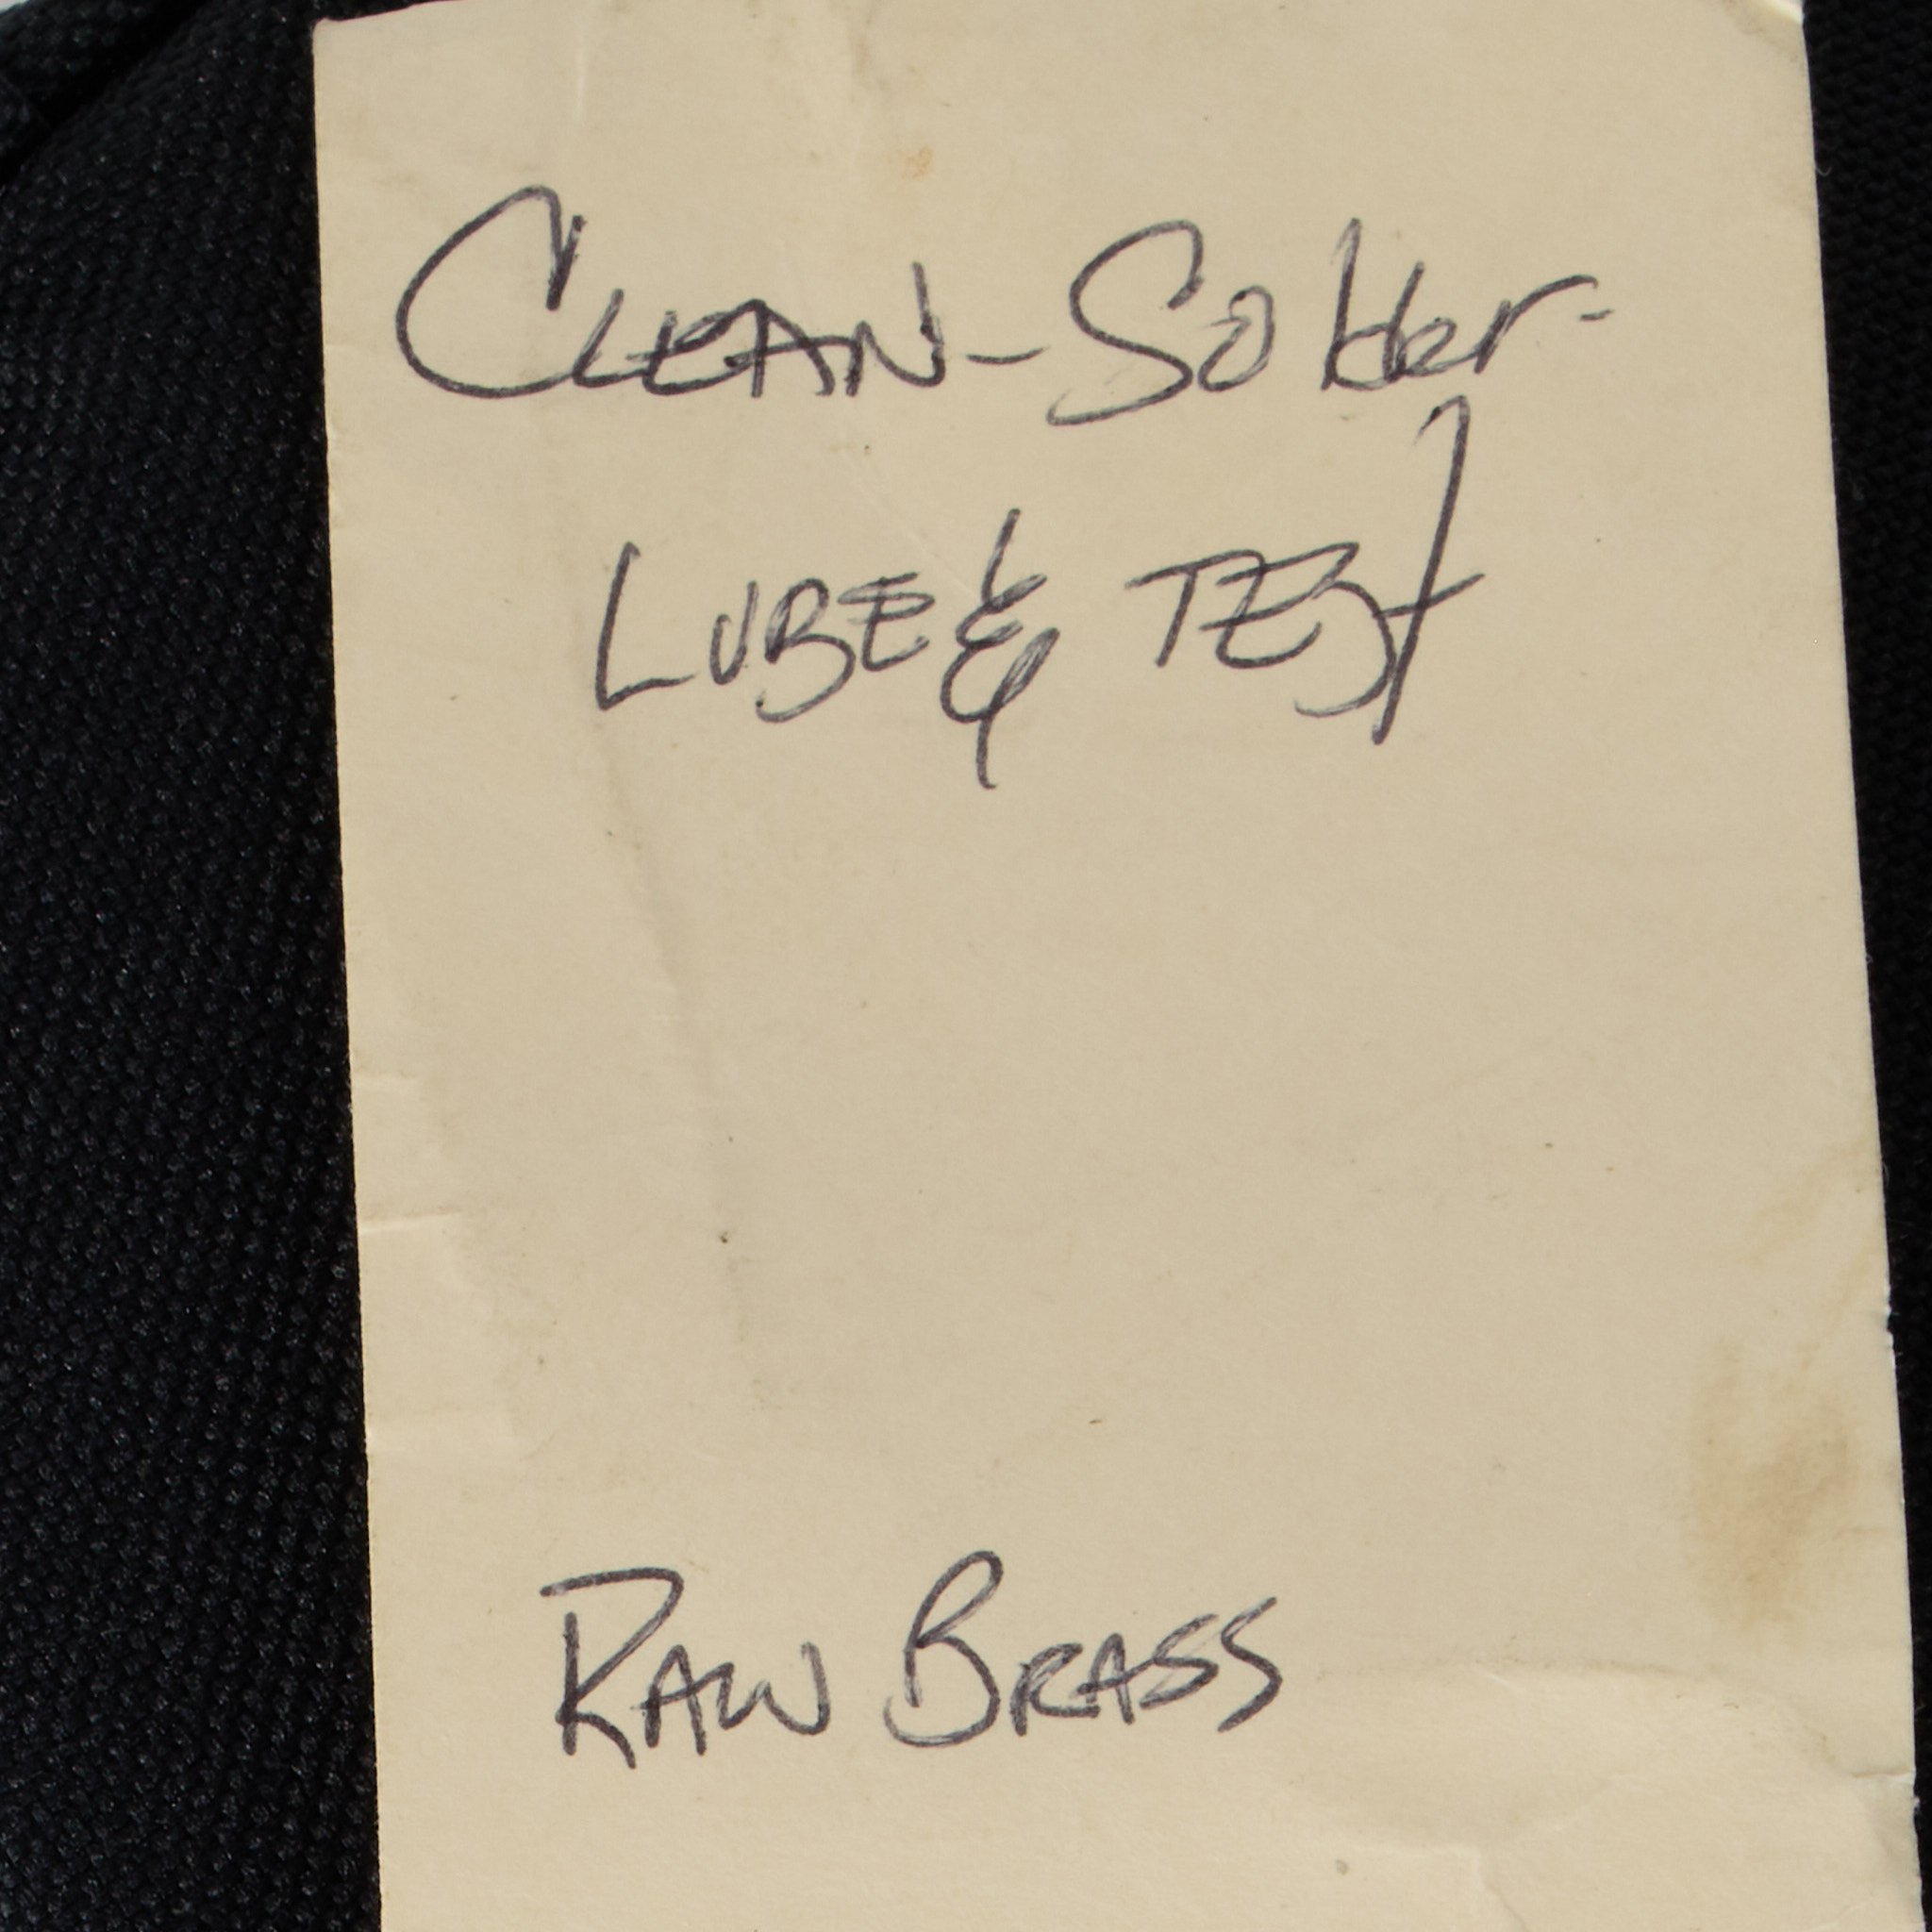 CLEAN-Solder-
LUBE & TEST
RAW BRASS